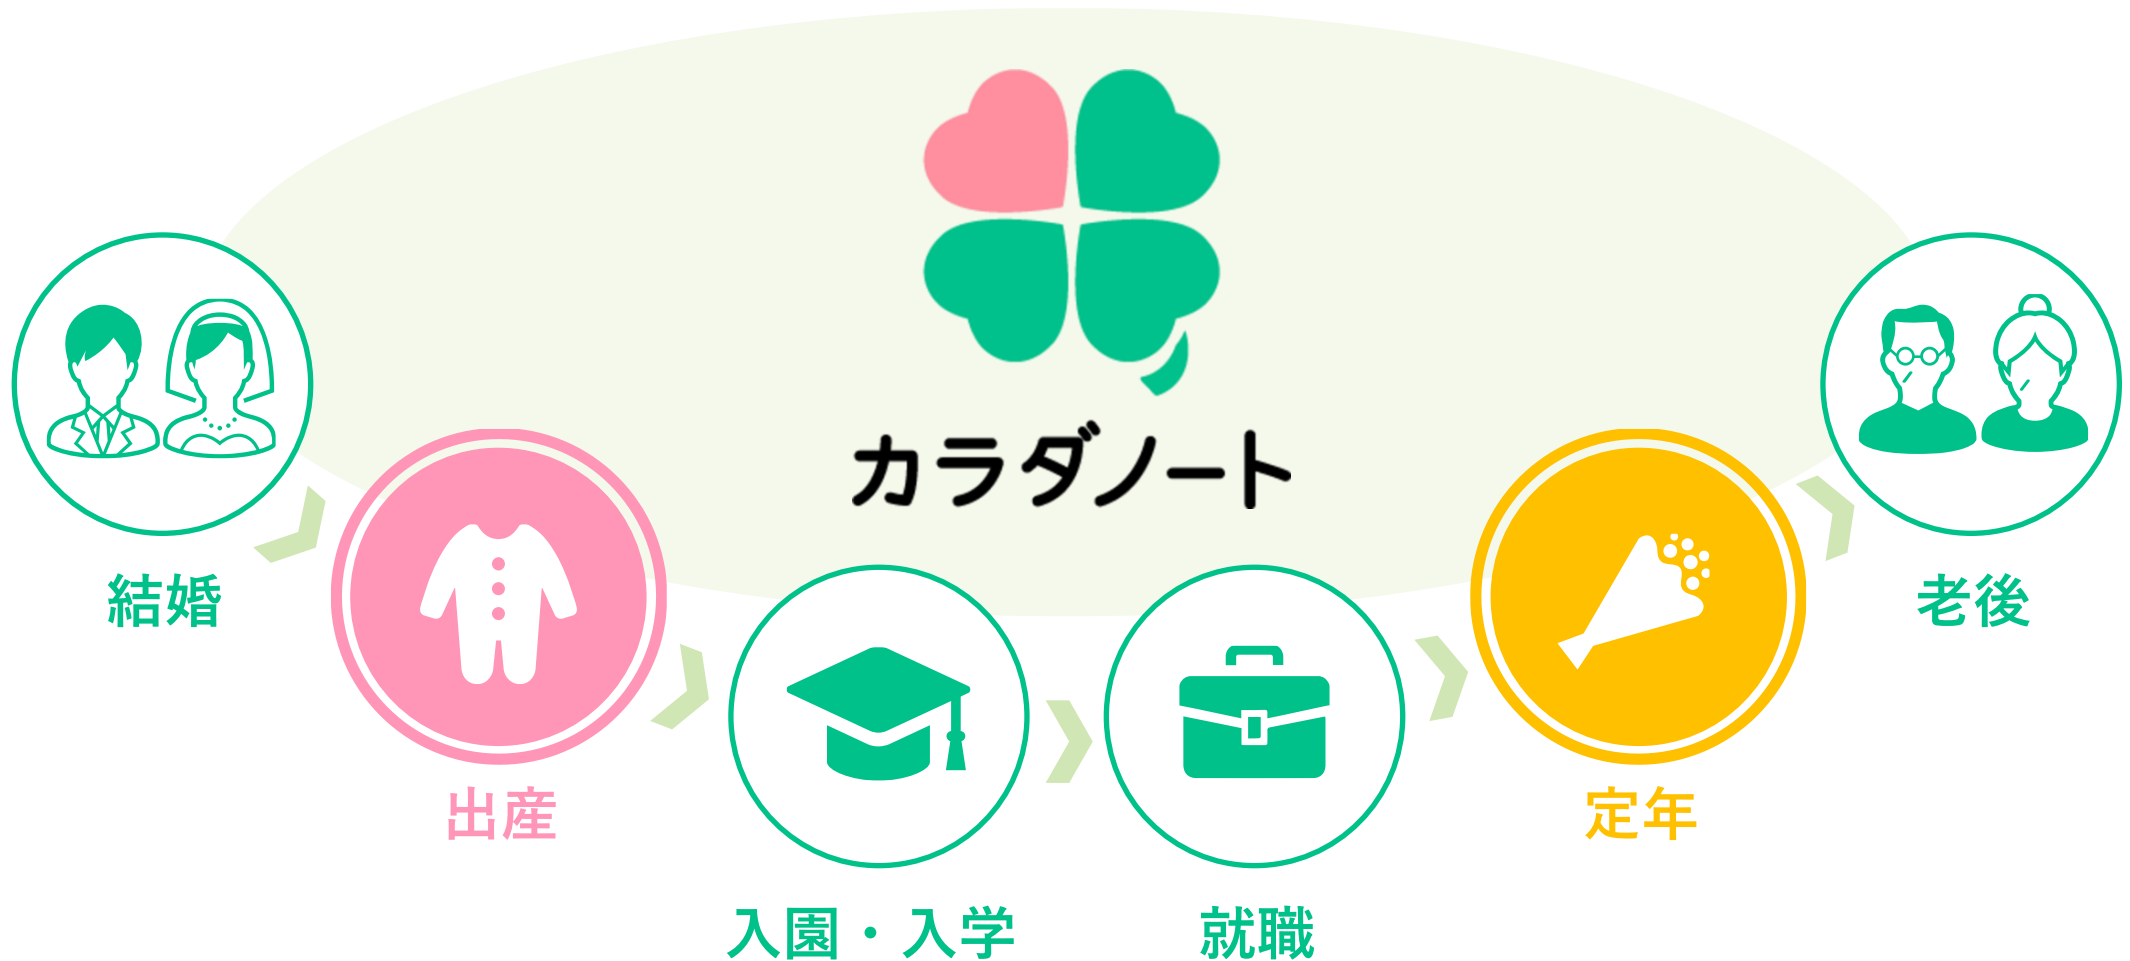 カラダノート
結婚
出産
入園・入学
就職
定年
老後